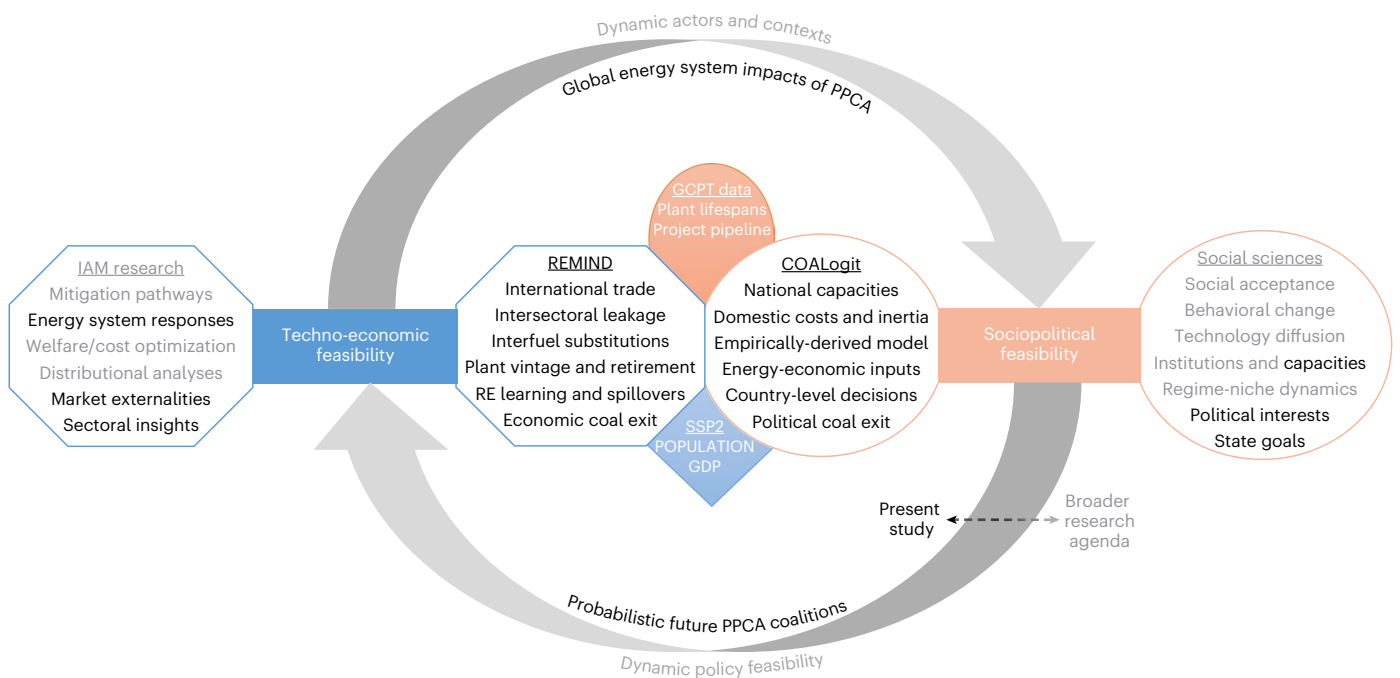 Dynamic actors and contexts
Global energy system impacts of PPCA
IAM research
Mitigation pathways
Energy system responses
Welfare/cost optimization
Distributional analyses
Market externalities
Sectoral insights
Techno-economic
feasibility
REMIND
International trade
Intersectoral leakage
Interfuel substitutions
Plant vintage and retirement
RE learning and spillovers
Economic coal exit
GCPT data
Plant lifespans
Project pipeline
SSP2
POPULATION
GDP
COALogit
National capacities
Domestic costs and inertia
Empirically-derived model
Energy-economic inputs
Country-level decisions
Political coal exit
Sociopolitical
feasibility
Social sciences
Social acceptance
Behavioral change
Technology diffusion
Institutions and capacities
Regime-niche dynamics
Political interests
State goals
Present
study
Broader
research
agenda
Probabilistic future PPCA coalitions
Dynamic policy feasibility